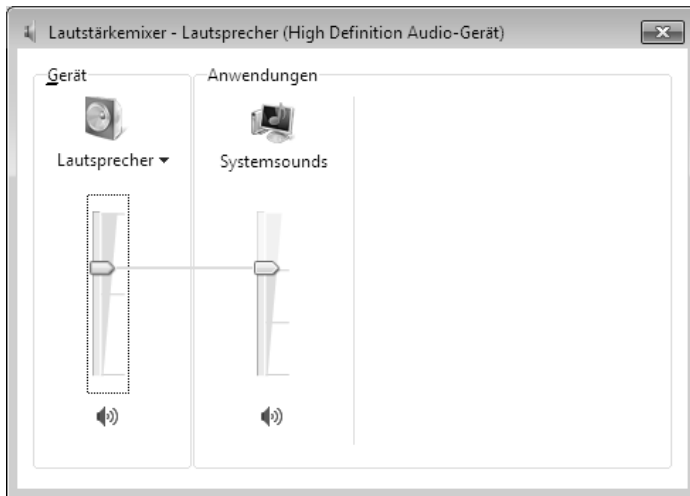 Lautstärkemixer - Lautsprecher (High Definition Audio-Gerät)
Gerät
Anwendungen
Lautsprecher
Systemsounds